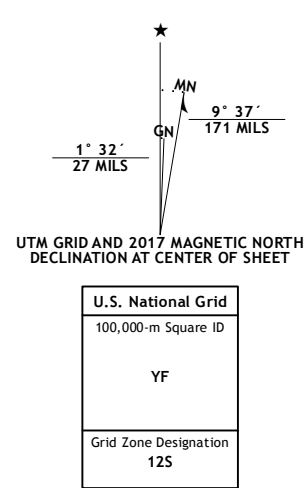 ★
MN
GN
9° 37´
171 MILS
1° 32´
27 MILS
UTM GRID AND 2017 MAGNETIC NORTH
DECLINATION AT CENTER OF SHEET
U.S. National Grid
100,000-m Square ID
YF
Grid Zone Designation
12S